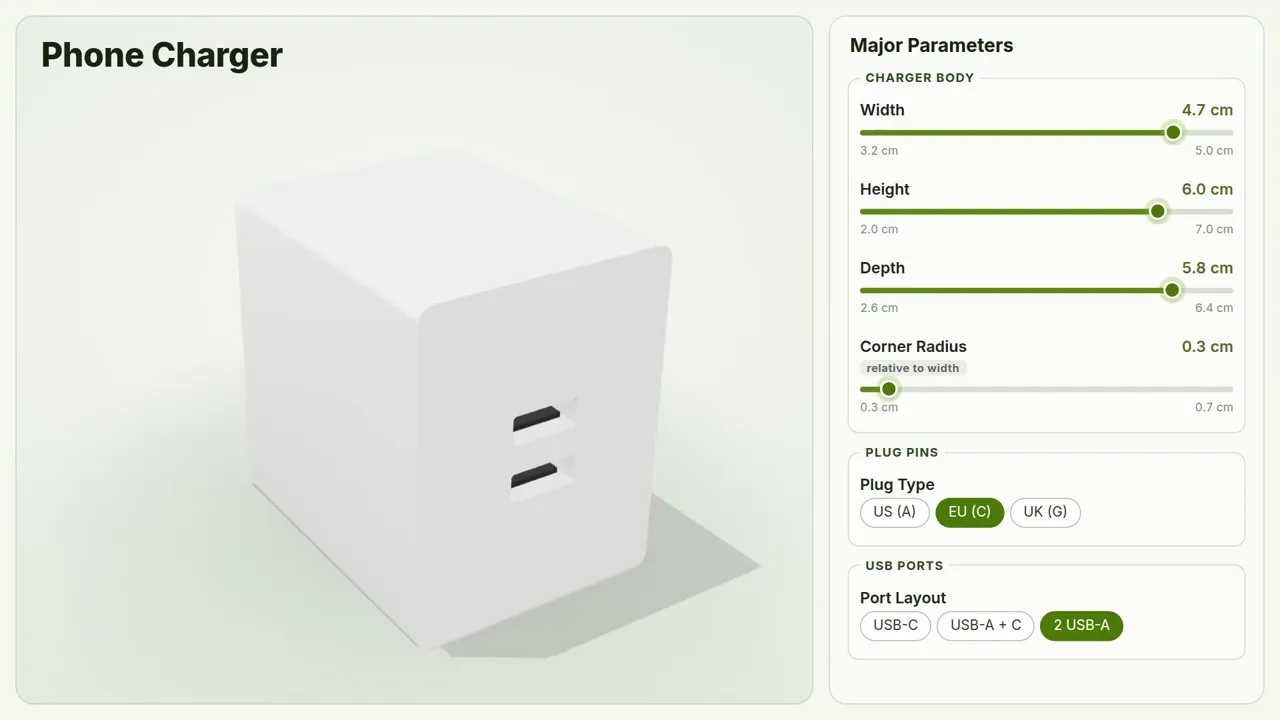 Phone Charger
Major Parameters
CHARGER BODY
Width 4.7 cm
3.2 cm 5.0 cm
Height 6.0 cm
2.0 cm 7.0 cm
Depth 5.8 cm
2.6 cm 6.4 cm
Corner Radius 0.3 cm
relative to width
0.3 cm 0.7 cm
PLUG PINS
Plug Type
US (A) EU (C) UK (G)
USB PORTS
Port Layout
USB-C USB-A + C 2 USB-A